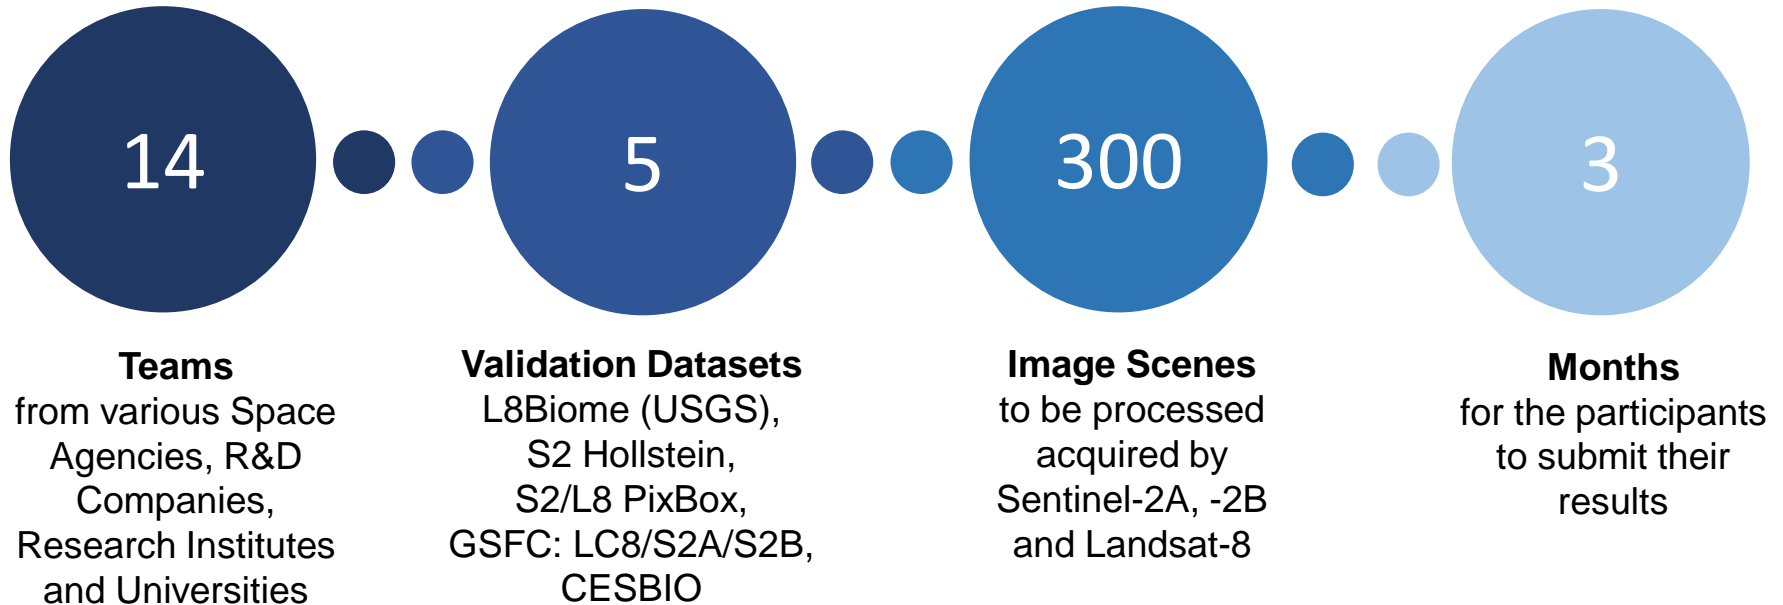 14
5
300
3
Teams
from various Space
Agencies, R&D
Companies,
Research Institutes
and Universities
Validation Datasets
L8Biome (USGS),
S2 Hollstein,
S2/L8 PixBox,
GSFC: LC8/S2A/S2B,
CESBIO
Image Scenes
to be processed
acquired by
Sentinel-2A, -2B
and Landsat-8
Months
for the participants
to submit their
results